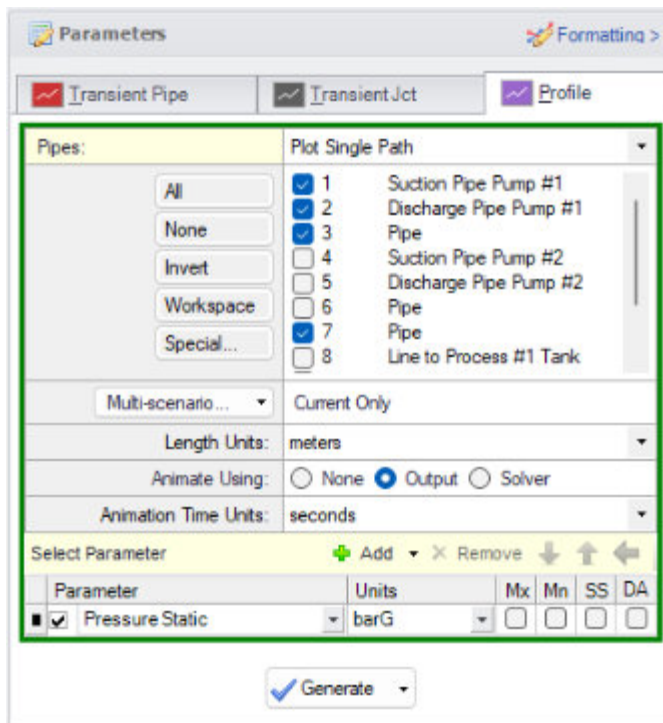 Parameters Formatting >
Transient Pipe Transient Jct Profile
Pipes: Plot Single Path
All
None
Invert
Workspace
Special...
1 Suction Pipe Pump #1
2 Discharge Pipe Pump #1
3 Pipe
4 Suction Pipe Pump #2
5 Discharge Pipe Pump #2
6 Pipe
7 Pipe
8 Line to Process #1 Tank
Multi-scenario... Current Only
Length Units: meters
Animate Using: None Output Solver
Animation Time Units: seconds
Select Parameter Add Remove
Parameter Units Mx Mn SS DA
Pressure Static barG
Generate